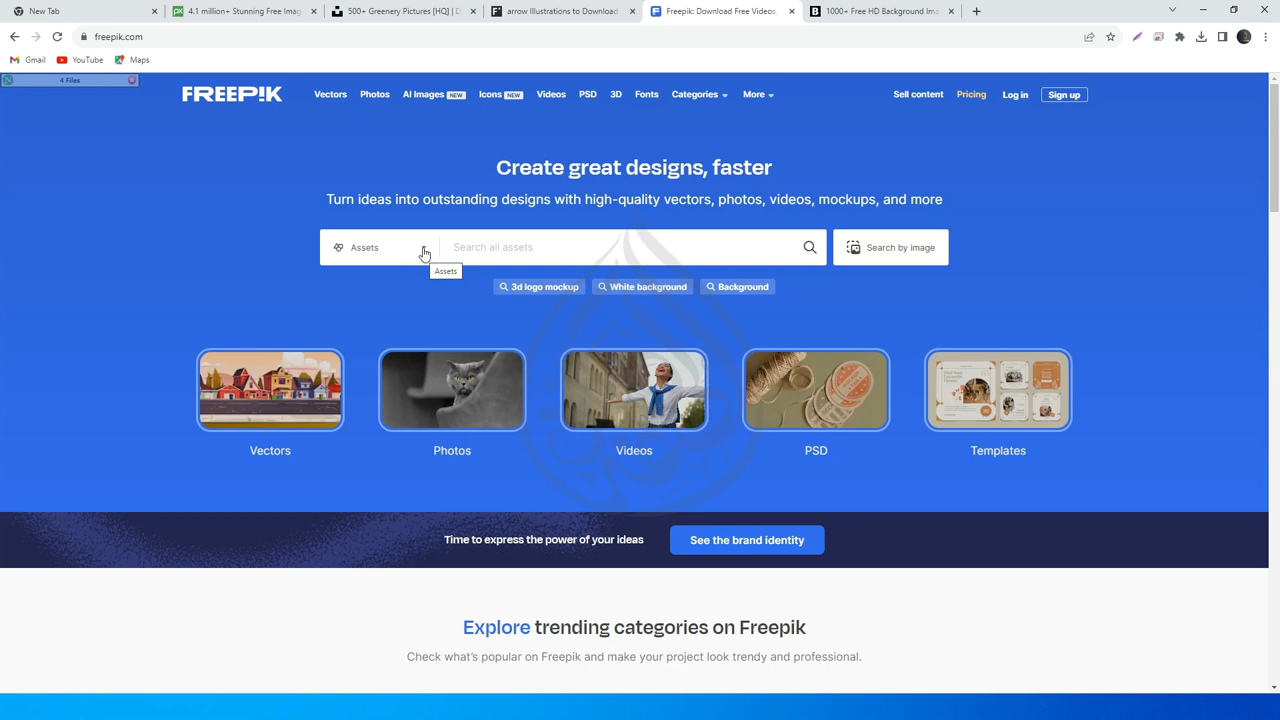 New Tab
4.1 million+ Stunning Free Imag
500+ Greenery Pictures [HQ] | D
arrow Illustrations to Download
Freepik: Download Free Videos,
1000+ Free HD Background Ima
freepik.com
Gmail YouTube Maps
4 Files
FREEPIK Vectors Photos AI Images NEW Icons NEW Videos PSD 3D Fonts Categories More Sell content Pricing Log in Sign up
Create great designs, faster
Turn ideas into outstanding designs with high-quality vectors, photos, videos, mockups, and more
Assets Search all assets Search by image
Assets
3d logo mockup White background Background
Vectors Photos Videos PSD Templates
Time to express the power of your ideas See the brand identity
Explore trending categories on Freepik
Check what's popular on Freepik and make your project look trendy and professional.